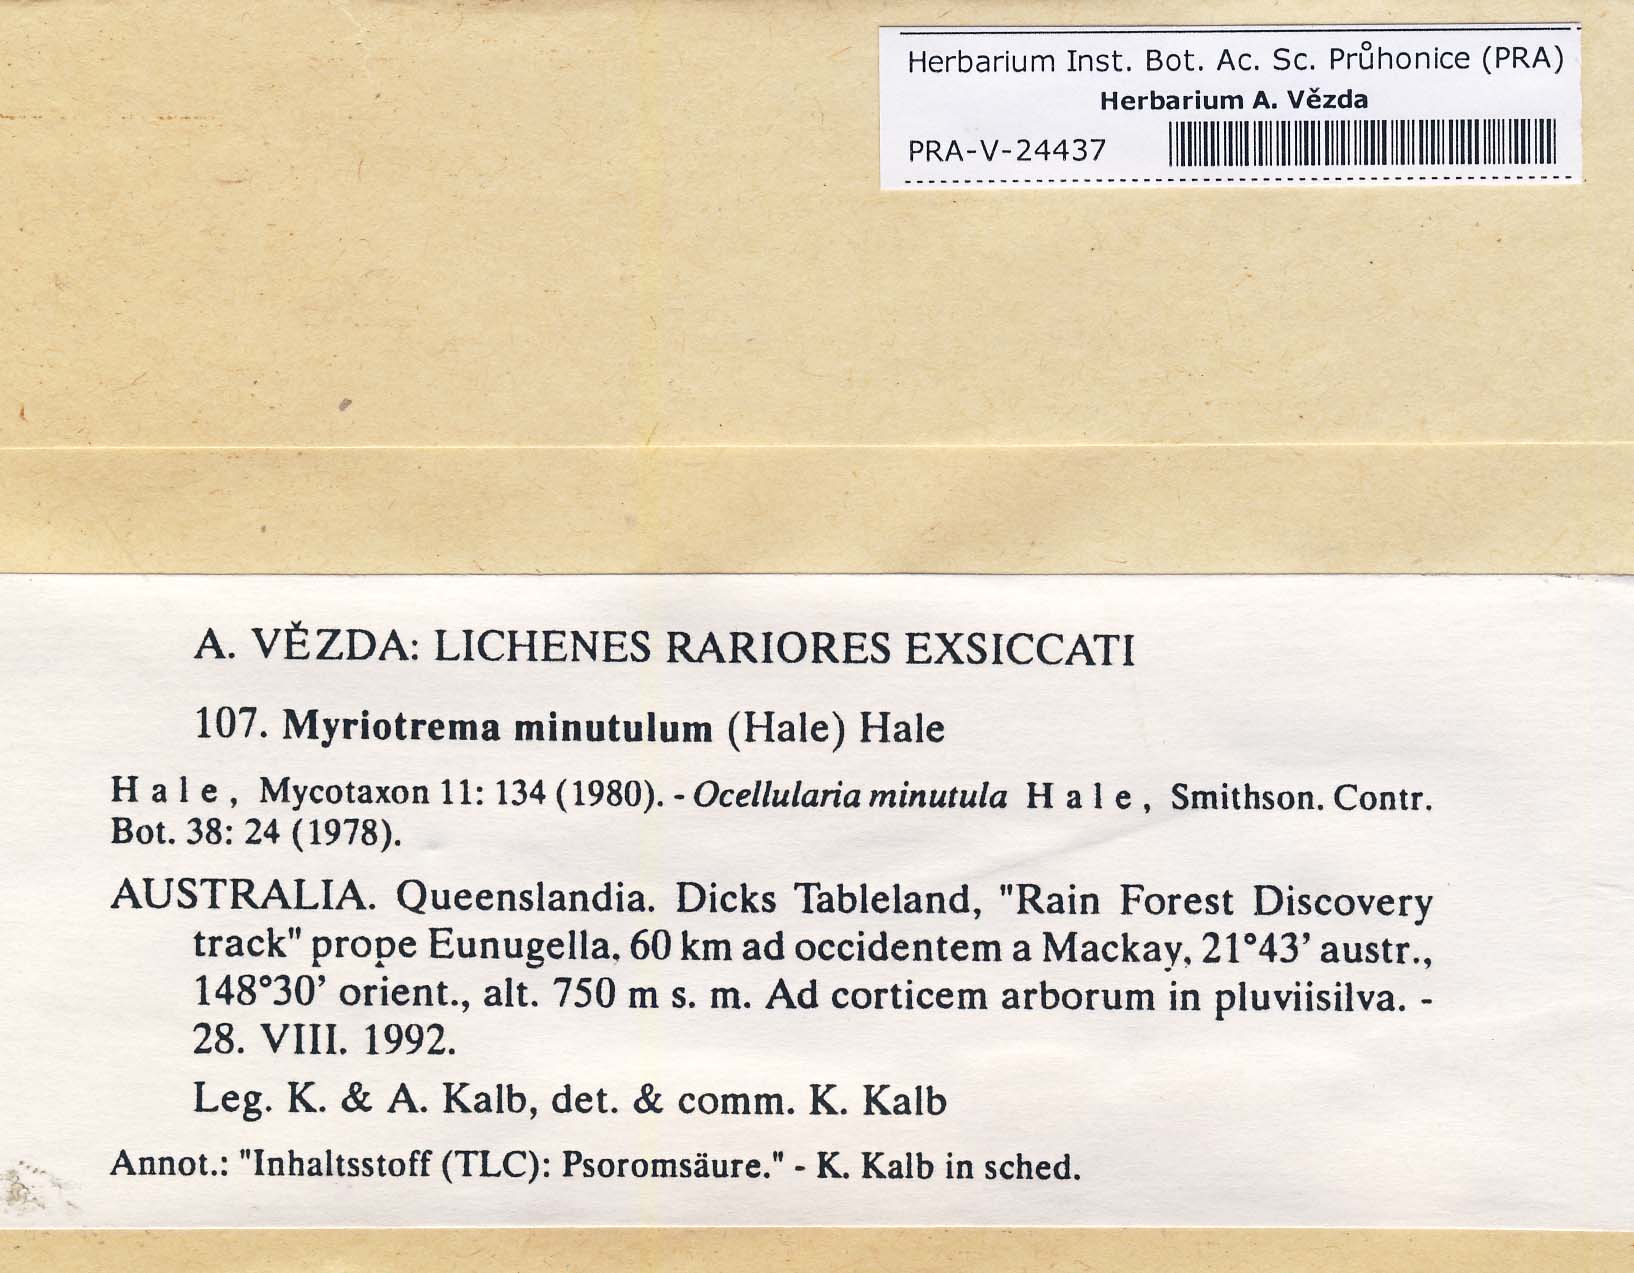 Herbarium Inst. Bot. Ac. Sc. Průhonice (PRA)
Herbarium A. Vězda
PRA-V-24437
A. VĚZDA: LICHENES RARIORES EXSICCATI
107. Myriotrema minutulum (Hale) Hale
Hale, Mycotaxon 11: 134 (1980). - Ocellularia minutula Hale, Smithson. Contr.
Bot. 38: 24 (1978).
AUSTRALIA. Queenslandia. Dicks Tableland, "Rain Forest Discovery
track" prope Eunugella, 60 km ad occidentem a Mackay, 21°43' austr.,
148°30' orient., alt. 750 m s. m. Ad corticem arborum in pluviisilva. -
28. VIII. 1992.
Leg. K. & A. Kalb, det. & comm. K. Kalb
Annot.: "Inhaltsstoff (TLC): Psoromsäure." - K. Kalb in sched.